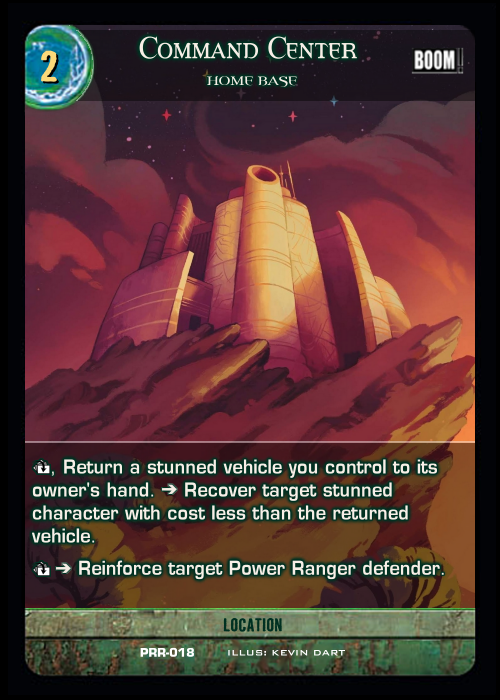 2
COMMAND CENTER
HOME BASE
BOOM!
, Return a stunned vehicle you control to its
owner's hand. ➔ Recover target stunned
character with cost less than the returned
vehicle.
➔ Reinforce target Power Ranger defender.
LOCATION
PRR-018 ILLUS: KEVIN DART